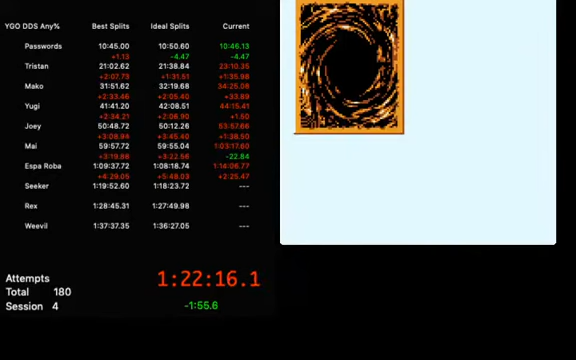 YGO DDS Any% Best Splits Ideal Splits Current
Passwords 10:45.00 10:50.60 10:46.13
+1.13 -4.47 -4.47
Tristan 21:02.62 21:38.84 23:10.35
+2:07.73 +1:31.51 +1:35.98
Mako 31:51.62 32:19.68 34:25.08
+2:33.46 +2:05.40 +33.89
Yugi 41:41.20 42:08.51 44:15.41
+2:34.21 +2:06.90 +1.50
Joey 50:48.72 50:12.26 53:57.66
+3:08.94 +3:45.40 +1:38.50
Mai 59:57.72 59:55.04 1:03:17.60
+3:19.88 +3:22.56 -22.84
Espa Roba 1:09:37.72 1:08:18.74 1:14:06.77
+4:29.05 +5:48.03 +2:25.47
Seeker 1:19:52.60 1:18:23.72 ---
Rex 1:28:45.31 1:27:49.98 ---
Weevil 1:37:37.35 1:36:27.05 ---
Attempts
Total 180
Session 4
1:22:16.1
-1:55.6